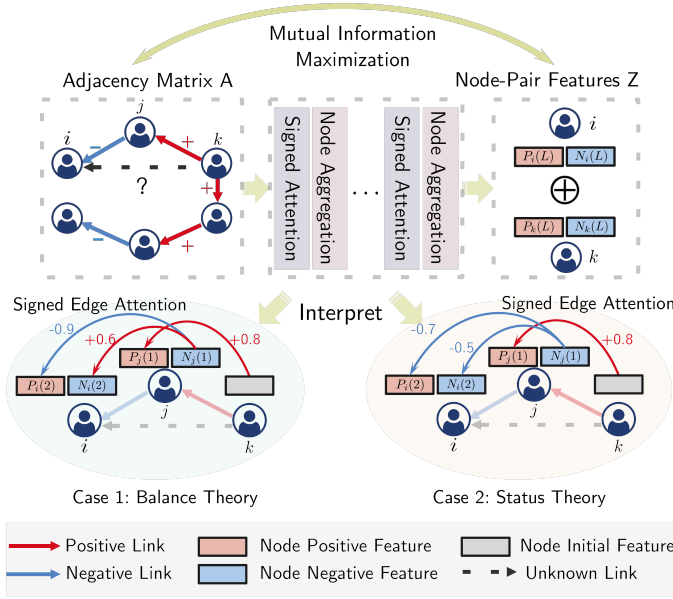 Mutual Information
Maximization
Adjacency Matrix A
Node-Pair Features Z
j
i
k
−
+
?
+
−
+
Signed Attention
Node Aggregation
...
Signed Attention
Node Aggregation
i
P_i(L) N_i(L)
⊕
P_k(L) N_k(L)
k
Interpret
Signed Edge Attention
-0.9
+0.6
+0.8
P_j(1) N_j(1)
P_i(2) N_i(2)
j
i
k
Case 1: Balance Theory
Signed Edge Attention
-0.7
-0.5
+0.8
P_j(1) N_j(1)
P_i(2) N_i(2)
j
i
k
Case 2: Status Theory
Positive Link
Node Positive Feature
Node Initial Feature
Negative Link
Node Negative Feature
Unknown Link